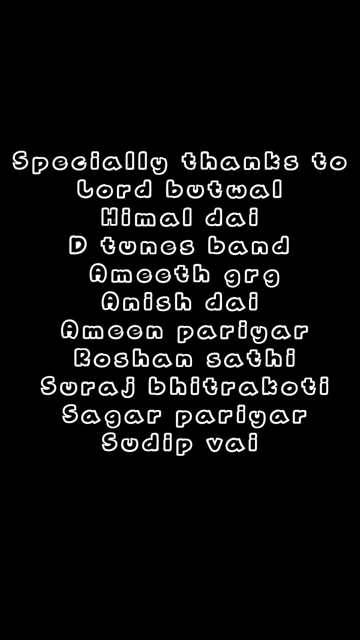 Specially thanks to
Lord butwal
Himal dai
D tunes band
Ameeth grg
Anish dai
Ameen pariyar
Roshan sathi
Suraj bhitrakoti
Sagar pariyar
Sudip vai